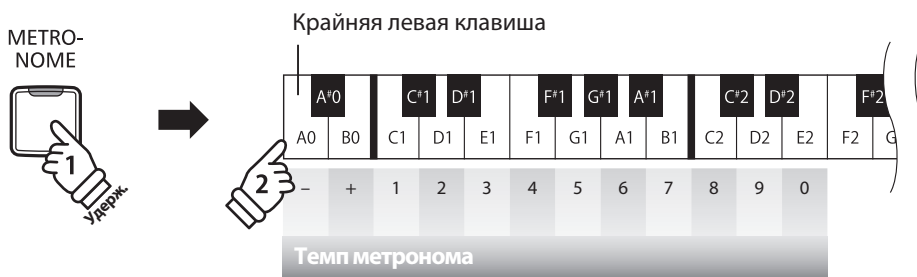 Крайняя левая клавиша
METRO-
NOME
A#0 C#1 D#1 F#1 G#1 A#1 C#2 D#2 F#2
A0 B0 C1 D1 E1 F1 G1 A1 B1 C2 D2 E2 F2 G
1
Удерж.
2
– + 1 2 3 4 5 6 7 8 9 0
Темп метронома